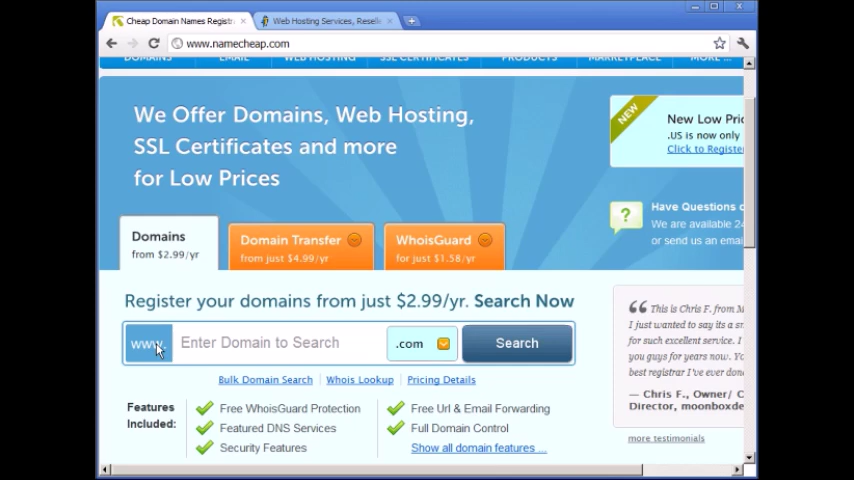 Cheap Domain Names Registr
Web Hosting Services, Reselle
www.namecheap.com
DOMAINS EMAIL WEB HOSTING SSL CERTIFICATES PRODUCTS MARKETPLACE MORE ...
We Offer Domains, Web Hosting,
SSL Certificates and more
for Low Prices
NEW
New Low Pric
.US is now only
Click to Register
Have Questions
We are available 24
or send us an emai
Domains
from $2.99/yr
Domain Transfer
from just $4.99/yr
WhoisGuard
for just $1.58/yr
Register your domains from just $2.99/yr. Search Now
www. Enter Domain to Search .com Search
Bulk Domain Search Whois Lookup Pricing Details
Features
Included:
Free WhoisGuard Protection
Featured DNS Services
Security Features
Free Url & Email Forwarding
Full Domain Control
Show all domain features ...
This is Chris F. from M
I just wanted to say its a sm
for such excellent service. I
you guys for years now. Yo
best registrar I've ever dea
— Chris F., Owner/ C
Director, moonboxde
more testimonials